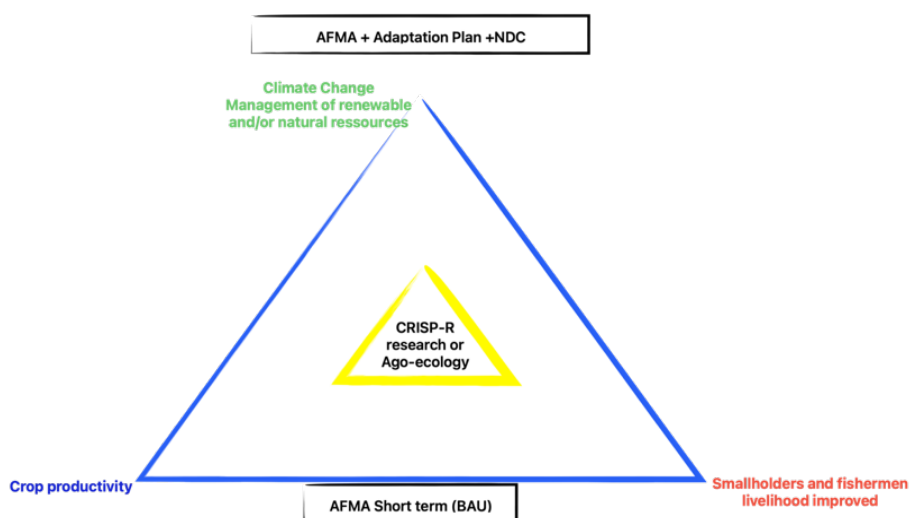 AFMA + Adaptation Plan +NDC
Climate Change
Management of renewable
and/or natural ressources
CRISP-R
research or
Ago-ecology
Crop productivity
Smallholders and fishermen
livelihood improved
AFMA Short term (BAU)